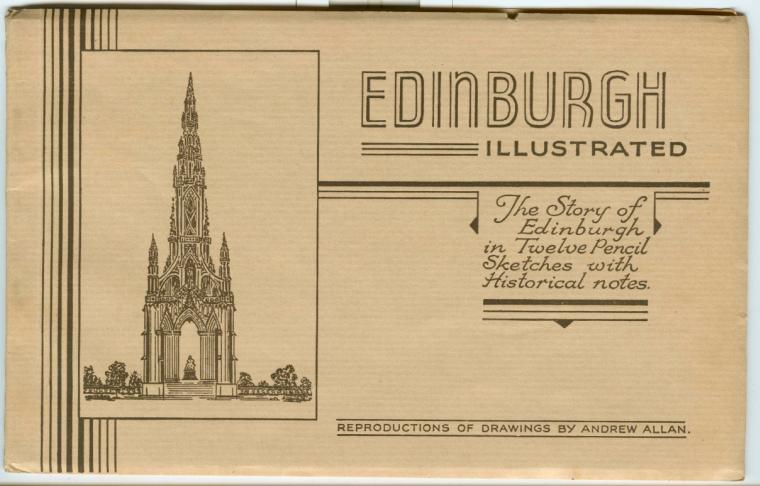 EDINBURGH
ILLUSTRATED
The Story of
Edinburgh
in Twelve Pencil
Sketches with
Historical notes.
REPRODUCTIONS OF DRAWINGS BY ANDREW ALLAN.